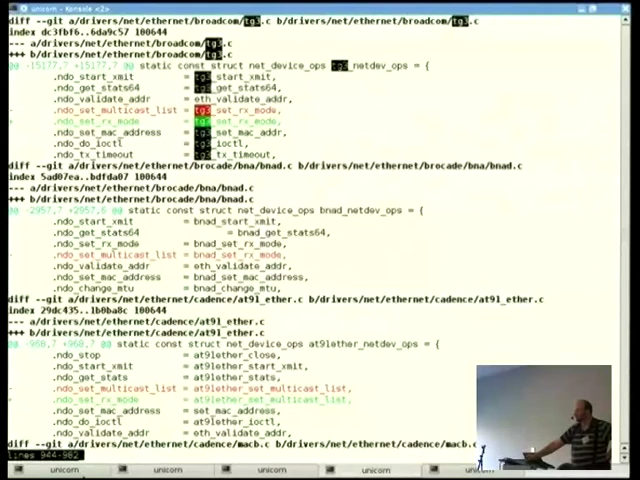 unicorn - Konsole <2>
diff --git a/drivers/net/ethernet/broadcom/tg3.c b/drivers/net/ethernet/broadcom/tg3.c
index dc3fbf6..6da9c57 100644
--- a/drivers/net/ethernet/broadcom/tg3.c
+++ b/drivers/net/ethernet/broadcom/tg3.c
@@ -15177,7 +15177,7 @@ static const struct net_device_ops tg3_netdev_ops = {
.ndo_start_xmit = tg3_start_xmit,
.ndo_get_stats64 = tg3_get_stats64,
.ndo_validate_addr = eth_validate_addr,
- .ndo_set_multicast_list = tg3_set_rx_mode,
+ .ndo_set_rx_mode = tg3_set_rx_mode,
.ndo_set_mac_address = tg3_set_mac_addr,
.ndo_do_ioctl = tg3_ioctl,
.ndo_tx_timeout = tg3_tx_timeout,
diff --git a/drivers/net/ethernet/brocade/bna/bnad.c b/drivers/net/ethernet/brocade/bna/bnad.c
index 5ad07ea..bdfda07 100644
--- a/drivers/net/ethernet/brocade/bna/bnad.c
+++ b/drivers/net/ethernet/brocade/bna/bnad.c
@@ -2957,7 +2957,6 @@ static const struct net_device_ops bnad_netdev_ops = {
.ndo_start_xmit = bnad_start_xmit,
.ndo_get_stats64 = bnad_get_stats64,
.ndo_set_rx_mode = bnad_set_rx_mode,
- .ndo_set_multicast_list = bnad_set_rx_mode,
.ndo_validate_addr = eth_validate_addr,
.ndo_set_mac_address = bnad_set_mac_address,
.ndo_change_mtu = bnad_change_mtu,
diff --git a/drivers/net/ethernet/cadence/at91_ether.c b/drivers/net/ethernet/cadence/at91_ether.c
index 29dc435..1b0ba8c 100644
--- a/drivers/net/ethernet/cadence/at91_ether.c
+++ b/drivers/net/ethernet/cadence/at91_ether.c
@@ -968,7 +968,7 @@ static const struct net_device_ops at91ether_netdev_ops = {
.ndo_stop = at91ether_close,
.ndo_start_xmit = at91ether_start_xmit,
.ndo_get_stats = at91ether_stats,
- .ndo_set_multicast_list = at91ether_set_multicast_list,
+ .ndo_set_rx_mode = at91ether_set_multicast_list,
.ndo_set_mac_address = set_mac_address,
.ndo_do_ioctl = at91ether_ioctl,
.ndo_validate_addr = eth_validate_addr,
diff --git a/drivers/net/ethernet/cadence/macb.c b/drivers/net/ethernet/cadence/macb.c
lines 944-982
unicorn unicorn unicorn unicorn unicorn